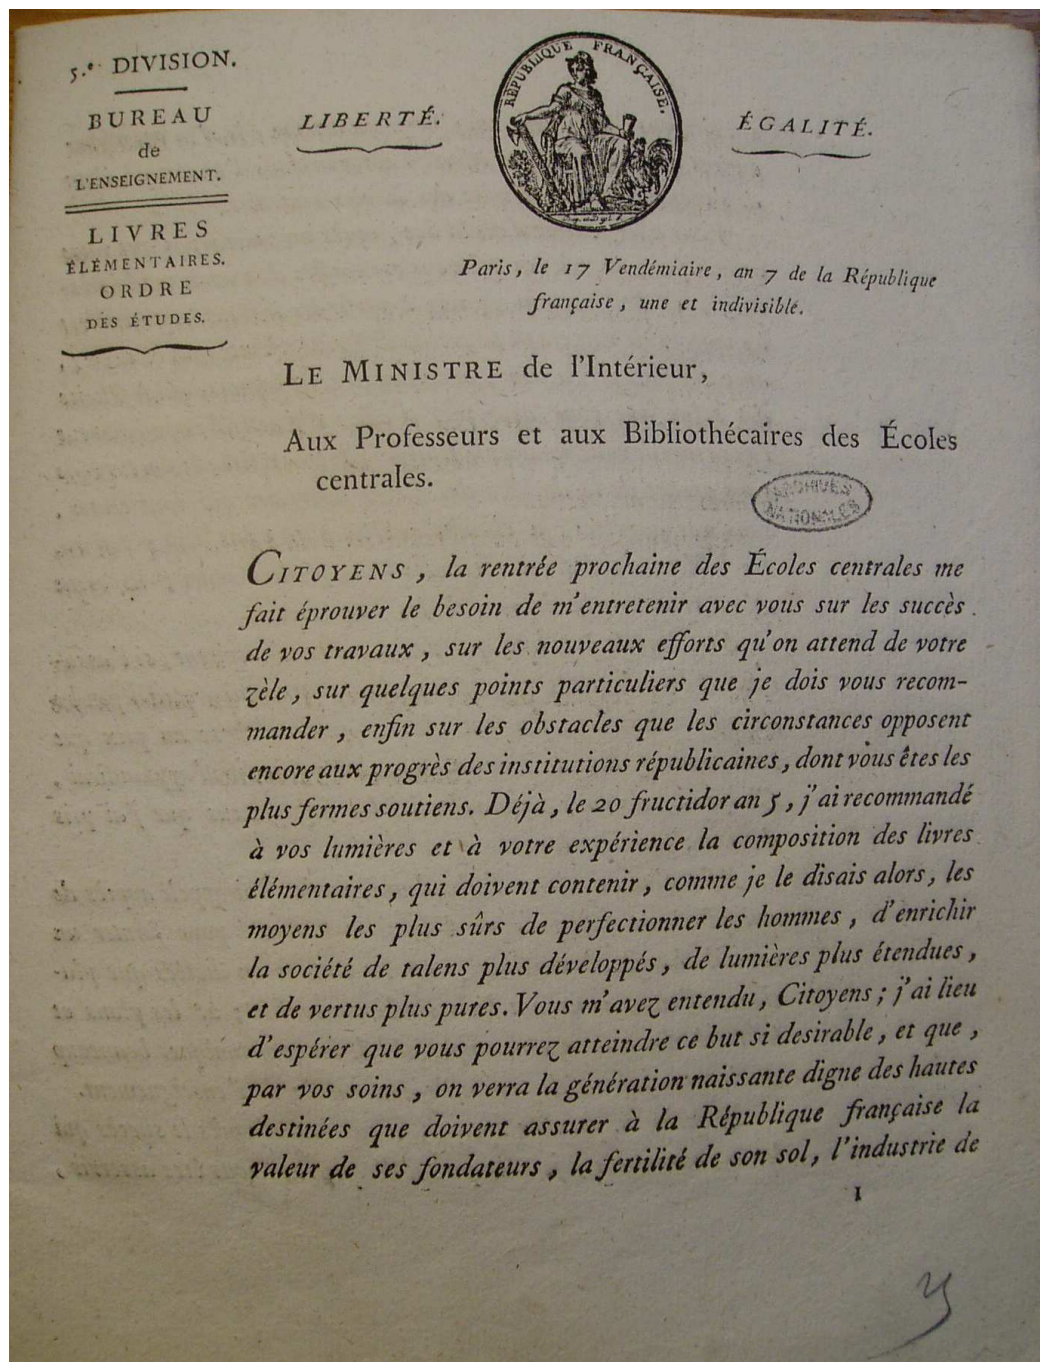 5.e DIVISION.
BUREAU
de
L'ENSEIGNEMENT.
LIVRES
ÉLÉMENTAIRES.
ORDRE
DES ÉTUDES.
LIBERTÉ.
RÉPUBLIQUE FRANÇAISE.
ÉGALITÉ.
Paris, le 17 Vendémiaire, an 7 de la République
française, une et indivisible.
LE MINISTRE de l'Intérieur,
Aux Professeurs et aux Bibliothécaires des Écoles
centrales.
ARCHIVES
NATIONALES
CITOYENS, la rentrée prochaine des Écoles centrales me
fait éprouver le besoin de m'entretenir avec vous sur les succès
de vos travaux, sur les nouveaux efforts qu'on attend de votre
zèle, sur quelques points particuliers que je dois vous recom-
mander, enfin sur les obstacles que les circonstances opposent
encore aux progrès des institutions républicaines, dont vous êtes les
plus fermes soutiens. Déjà, le 20 fructidor an 5, j'ai recommandé
à vos lumières et à votre expérience la composition des livres
élémentaires, qui doivent contenir, comme je le disais alors, les
moyens les plus sûrs de perfectionner les hommes, d'enrichir
la société de talens plus développés, de lumières plus étendues,
et de vertus plus pures. Vous m'avez entendu, Citoyens; j'ai lieu
d'espérer que vous pourrez atteindre ce but si desirable, et que,
par vos soins, on verra la génération naissante digne des hautes
destinées que doivent assurer à la République française la
valeur de ses fondateurs, la fertilité de son sol, l'industrie de
1